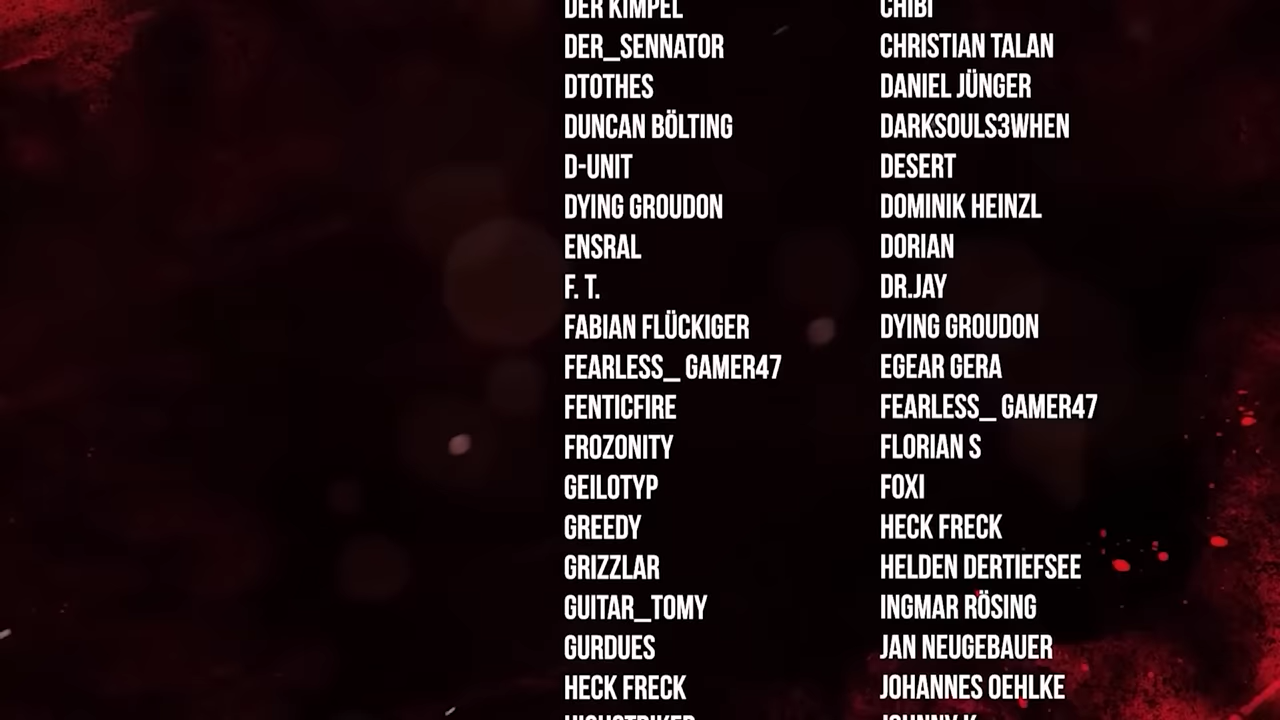 DER KIMPEL
DER_SENNATOR
DTOTHES
DUNCAN BÖLTING
D-UNIT
DYING GROUDON
ENSRAL
F. T.
FABIAN FLÜCKIGER
FEARLESS_ GAMER47
FENTICFIRE
FROZONITY
GEILOTYP
GREEDY
GRIZZLAR
GUITAR_TOMY
GURDUES
HECK FRECK
HIGHSTRIKER
CHIBI
CHRISTIAN TALAN
DANIEL JÜNGER
DARKSOULS3WHEN
DESERT
DOMINIK HEINZL
DORIAN
DR.JAY
DYING GROUDON
EGEAR GERA
FEARLESS_ GAMER47
FLORIAN S
FOXI
HECK FRECK
HELDEN DERTIEFSEE
INGMAR RÖSING
JAN NEUGEBAUER
JOHANNES OEHLKE
JOHNNY K